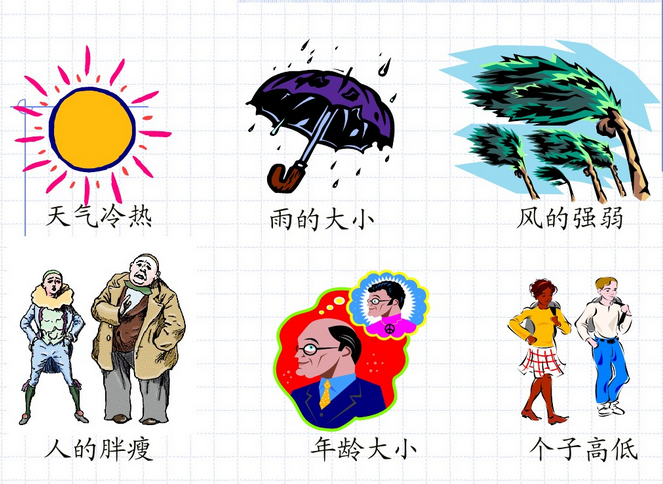 天气冷热
雨的大小
风的强弱
人的胖瘦
年龄大小
个子高低